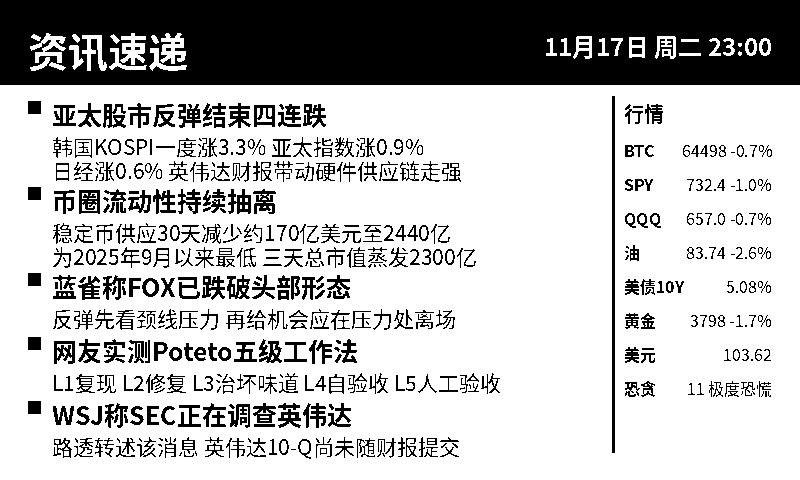 资讯速递
11月17日 周二 23:00
亚太股市反弹结束四连跌
韩国KOSPI一度涨3.3% 亚太指数涨0.9%
日经涨0.6% 英伟达财报带动硬件供应链走强
币圈流动性持续抽离
稳定币供应30天减少约170亿美元至2440亿
为2025年9月以来最低 三天总市值蒸发2300亿
蓝雀称FOX已跌破头部形态
反弹先看颈线压力 再给机会应在压力处离场
网友实测Poteto五级工作法
L1复现 L2修复 L3治坏味道 L4自验收 L5人工验收
WSJ称SEC正在调查英伟达
路透转述该消息 英伟达10-Q尚未随财报提交
行情
BTC 64498 -0.7%
SPY 732.4 -1.0%
QQQ 657.0 -0.7%
油 83.74 -2.6%
美债10Y 5.08%
黄金 3798 -1.7%
美元 103.62
恐贪 11 极度恐慌